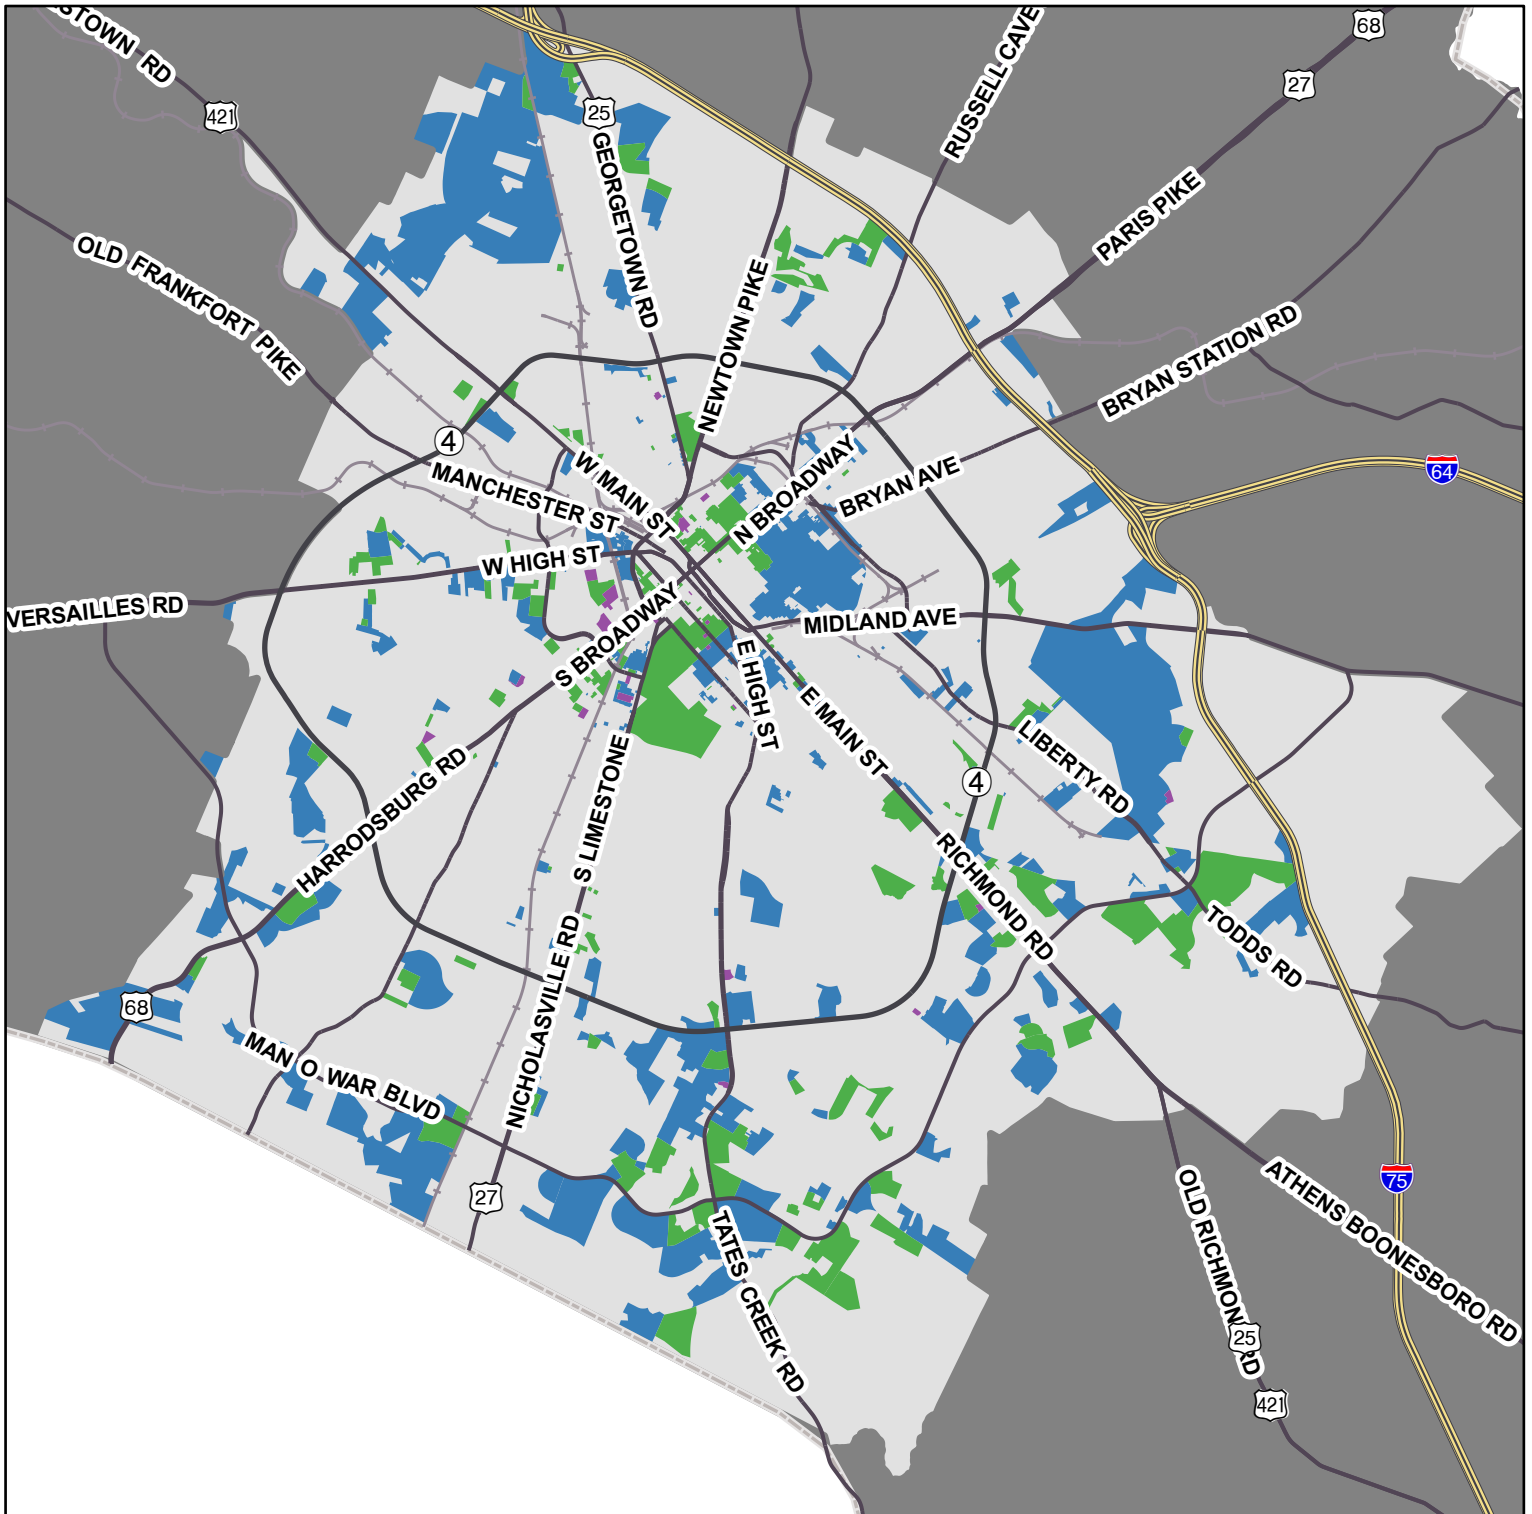 STOWN RD
421
25
68
27
RUSSELL CAVE
GEORGETOWN RD
PARIS PIKE
OLD FRANKFORT PIKE
NEWTOWN PIKE
BRYAN STATION RD
4
W MAIN ST
MANCHESTER ST
N BROADWAY
BRYAN AVE
64
W HIGH ST
VERSAILLES RD
MIDLAND AVE
S BROADWAY
E HIGH ST
E MAIN ST
LIBERTY RD
4
HARRODSBURG RD
S LIMESTONE
RICHMOND RD
TODDS RD
68
NICHOLASVILLE RD
MAN O WAR BLVD
27
TATES CREEK RD
75
ATHENS BOONESBORO RD
OLD RICHMOND RD
25
421